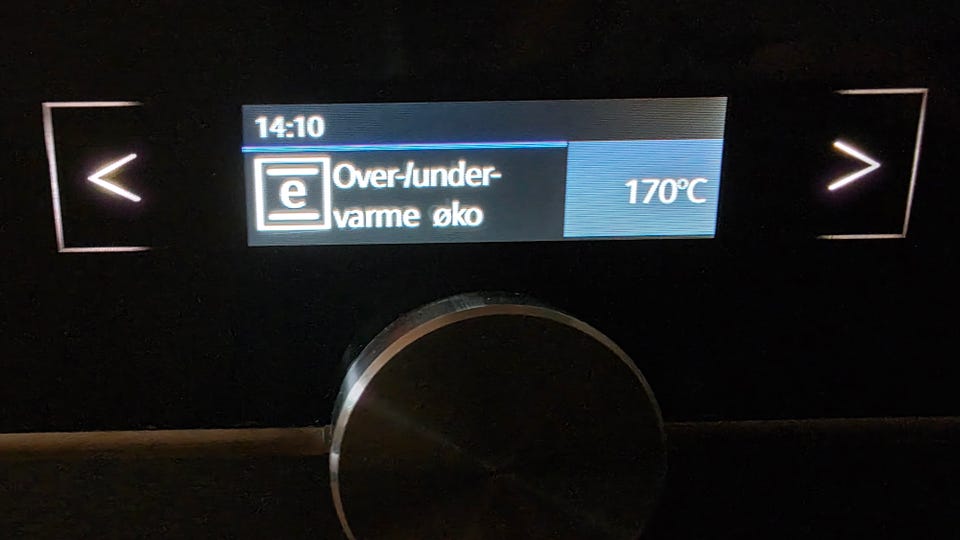 14:10
e
Over-/under-
varme øko
170°C